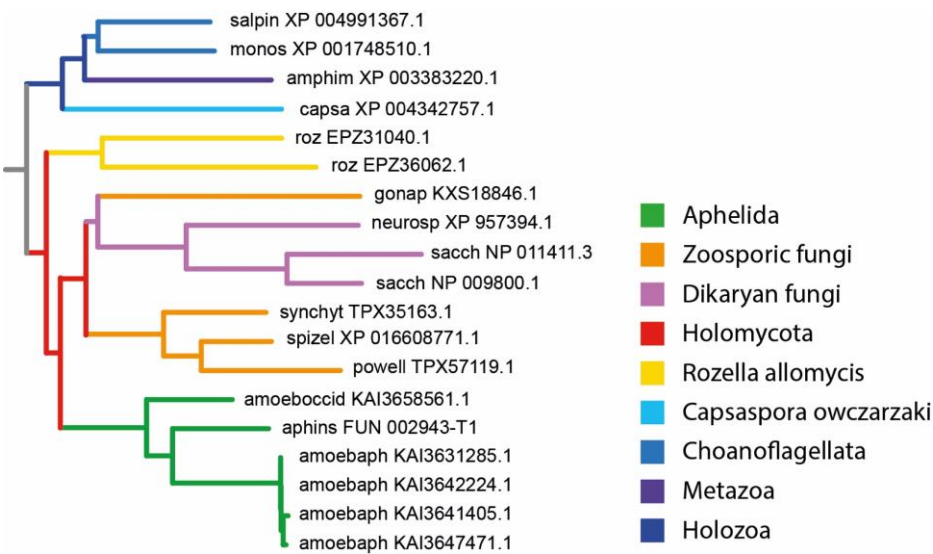 salpin XP 004991367.1
monos XP 001748510.1
amphim XP 003383220.1
capsa XP 004342757.1
roz EPZ31040.1
roz EPZ36062.1
gonap KXS18846.1
neurosp XP 957394.1
sacch NP 011411.3
sacch NP 009800.1
synchyt TPX35163.1
spizel XP 016608771.1
powell TPX57119.1
amoeboccid KAI3658561.1
aphins FUN 002943-T1
amoebaph KAI3631285.1
amoebaph KAI3642224.1
amoebaph KAI3641405.1
amoebaph KAI3647471.1
Aphelida
Zoosporic fungi
Dikaryan fungi
Holomycota
Rozella allomycis
Capsaspora owczarzaki
Choanoflagellata
Metazoa
Holozoa